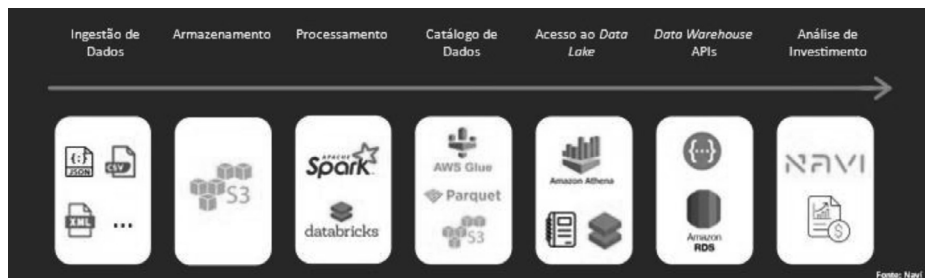 Ingestão de
Dados
Armazenamento
Processamento
Catálogo de
Dados
Acesso ao Data
Lake
Data Warehouse
APIs
Análise de
Investimento
{:}
JSON
CSV
XML
...
S3
APACHE
Spark
databricks
AWS Glue
Parquet
S3
Amazon Athena
{...}
Amazon
RDS
NAVI
$
Fonte: Navi